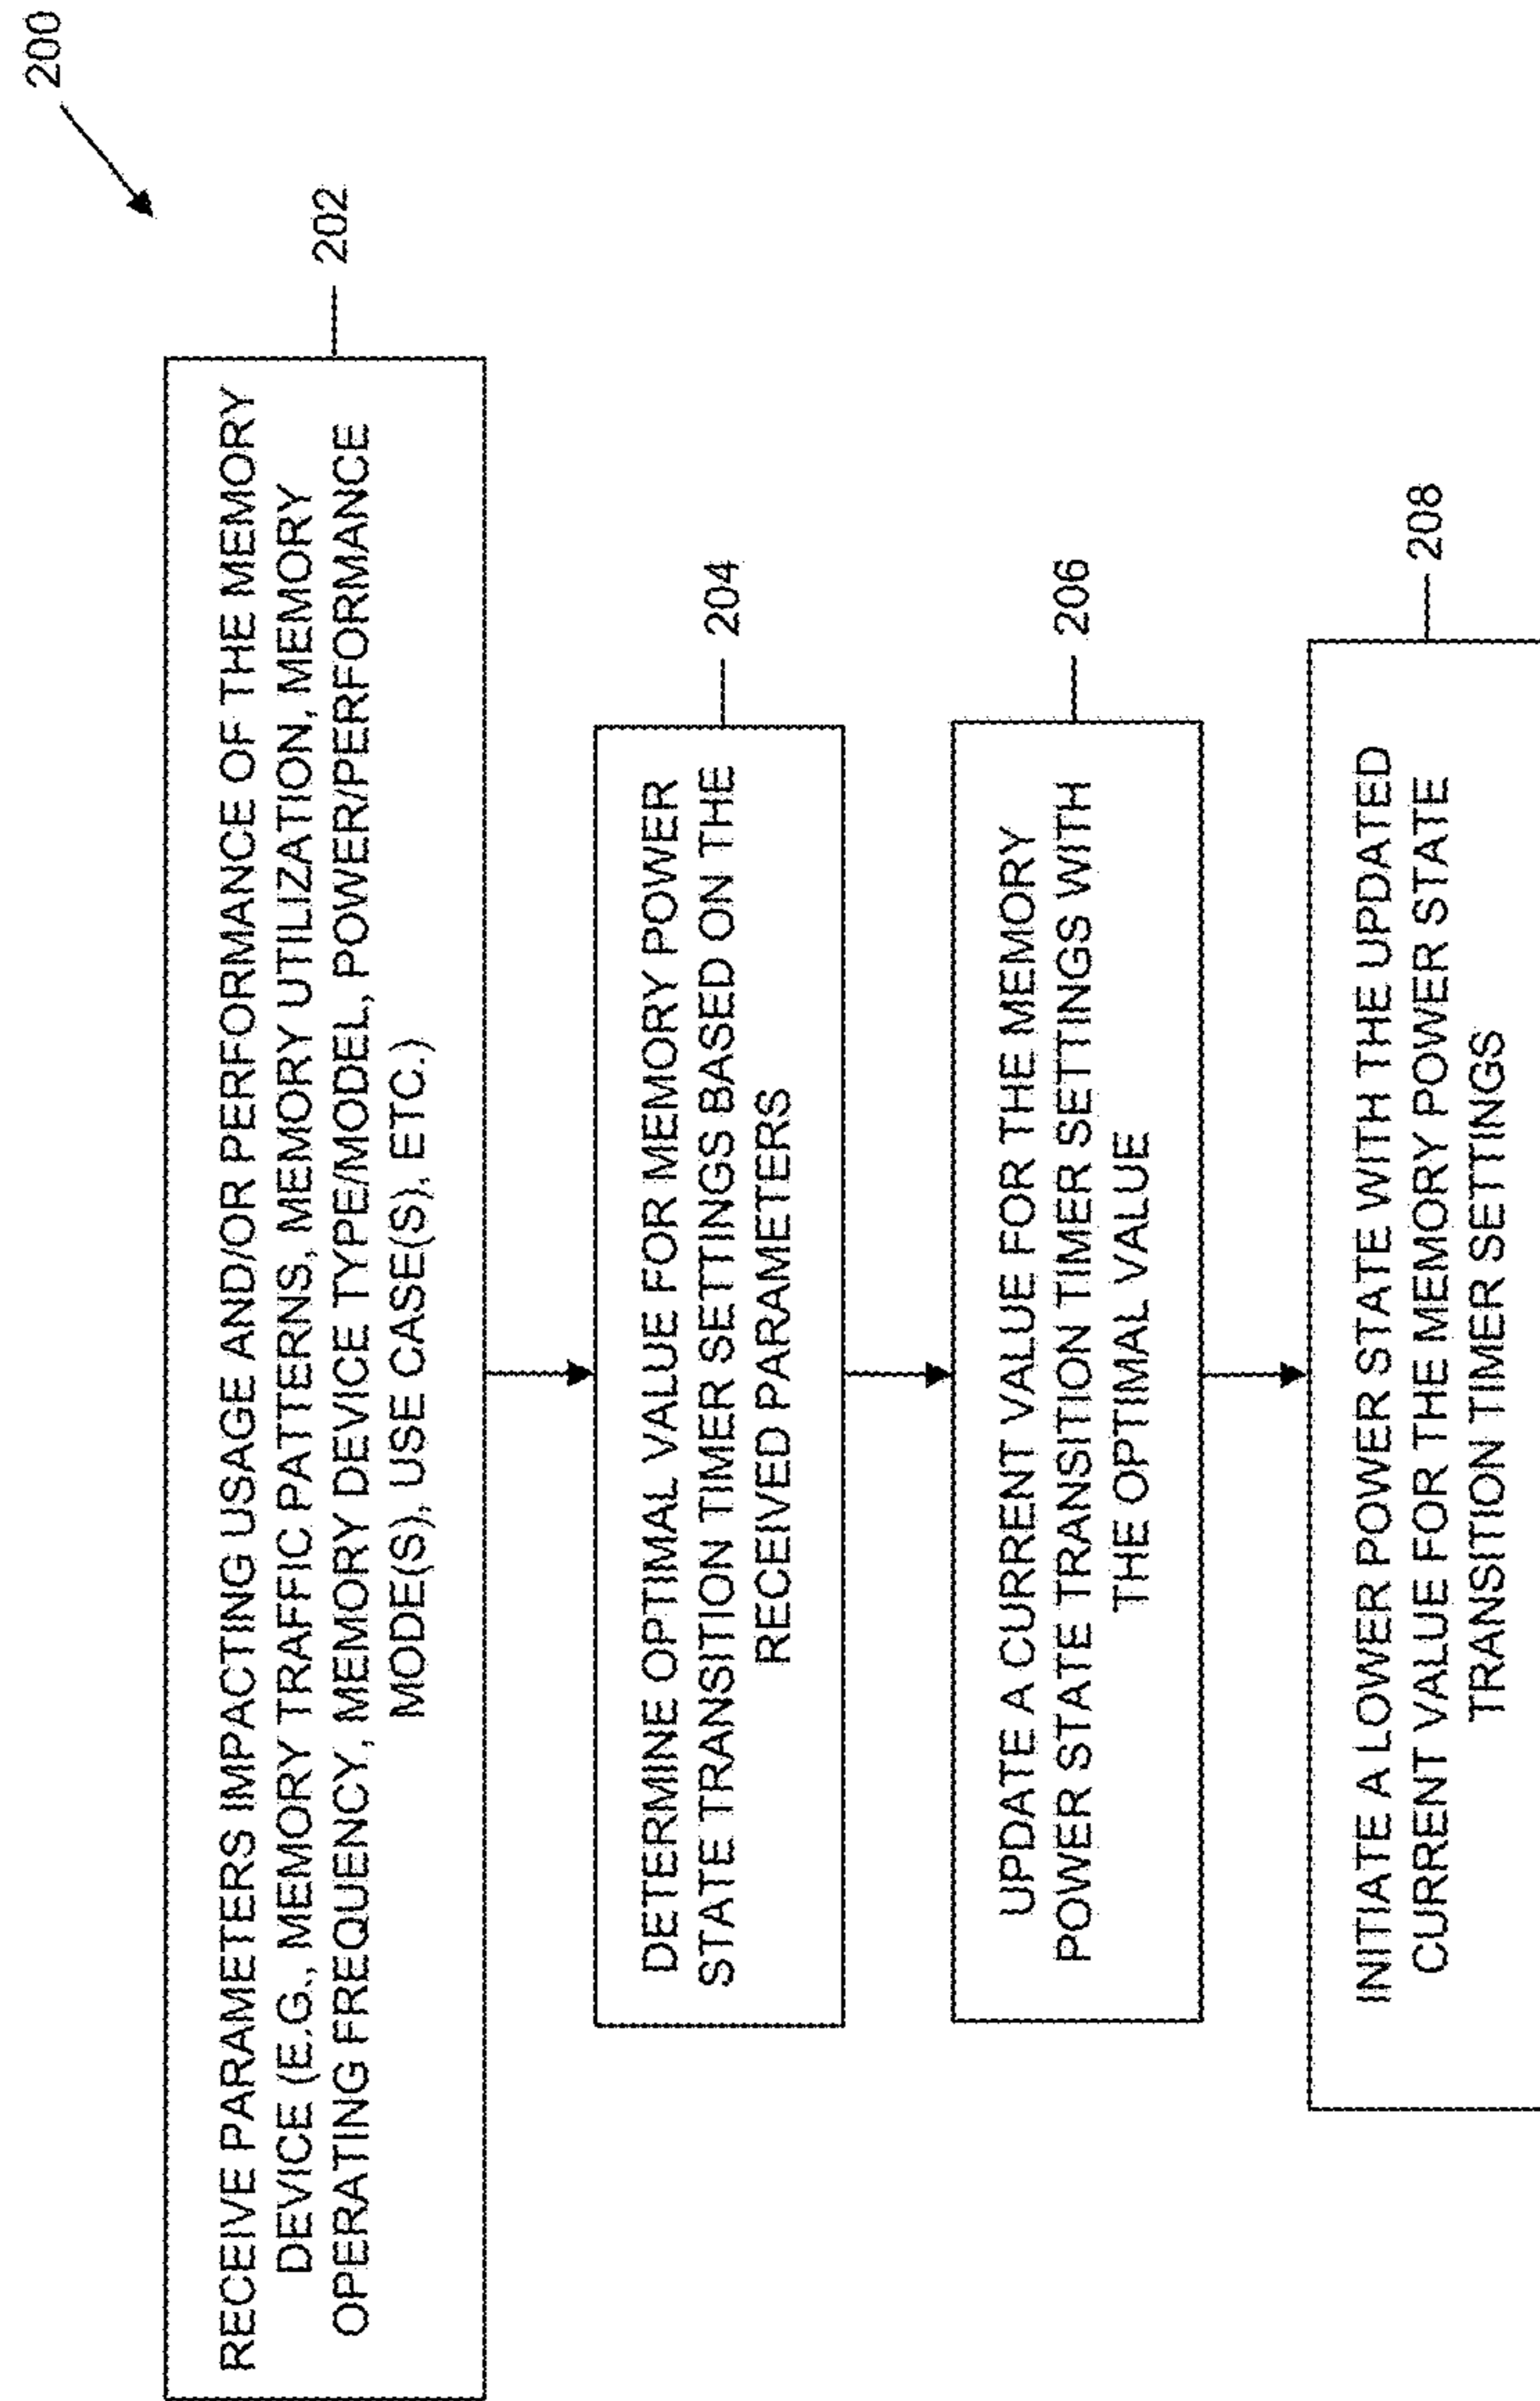 200
RECEIVE PARAMETERS IMPACTING USAGE AND/OR PERFORMANCE OF THE MEMORY
DEVICE (E.G., MEMORY TRAFFIC PATTERNS, MEMORY UTILIZATION, MEMORY
OPERATING FREQUENCY, MEMORY DEVICE TYPE/MODEL, POWER/PERFORMANCE
MODE(S), USE CASE(S), ETC.)
202
DETERMINE OPTIMAL VALUE FOR MEMORY POWER
STATE TRANSITION TIMER SETTINGS BASED ON THE
RECEIVED PARAMETERS
204
UPDATE A CURRENT VALUE FOR THE MEMORY
POWER STATE TRANSITION TIMER SETTINGS WITH
THE OPTIMAL VALUE
206
INITIATE A LOWER POWER STATE WITH THE UPDATED
CURRENT VALUE FOR THE MEMORY POWER STATE
TRANSITION TIMER SETTINGS
208